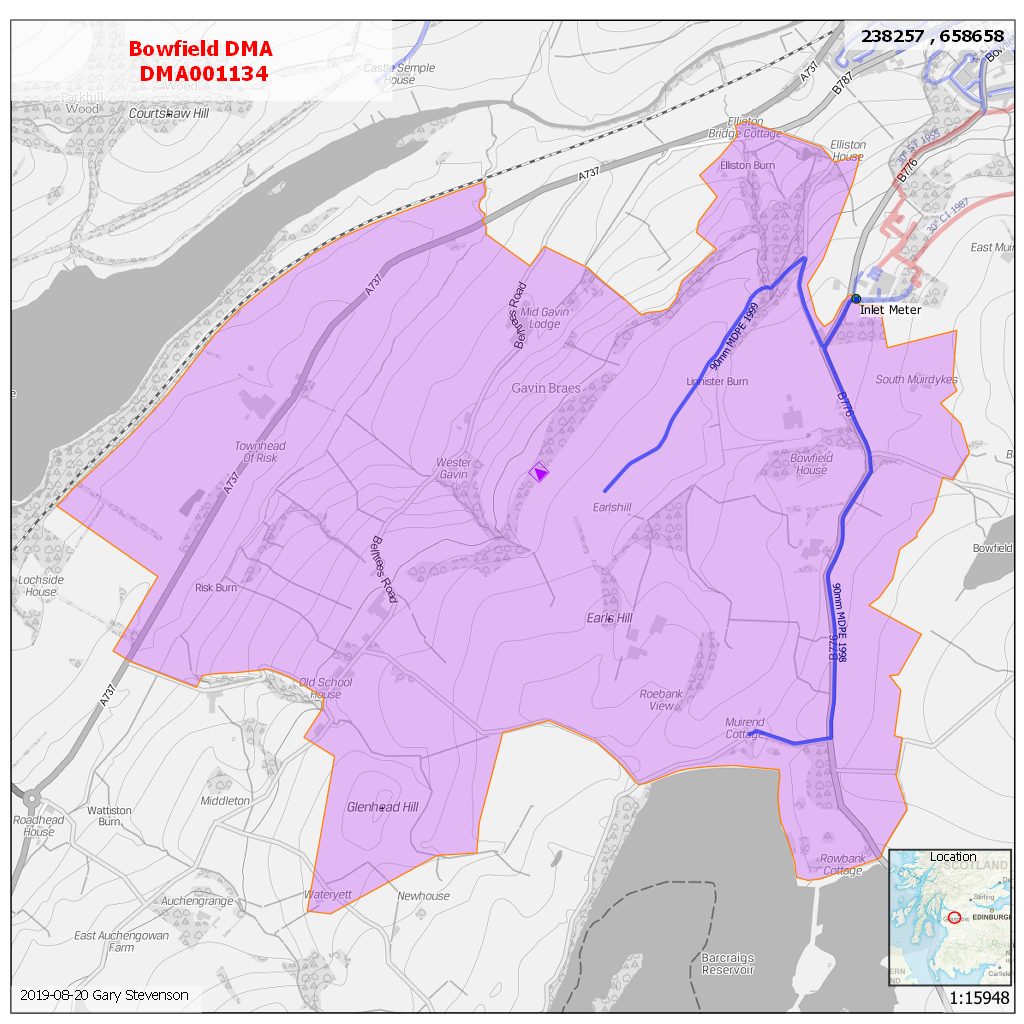 Bowfield DMA
DMA001134
238257 , 658658
Castle Semple
House
Parkhill
Wood
Wood
Courtshaw Hill
A737
B787
Elliston
Bridge Cottage
Elliston
House
30" ST 1955
B776
Elliston Burn
A737
30" CI 1987
East Muir
A737
Belltrees Road
Mid Gavin
Lodge
Inlet Meter
90mm MDPE 1999
Linnister Burn
South Muirdykes
Gavin Braes
B776
Townhead
Of Risk
Wester
Gavin
Bowfield
House
A737
Earlshill
Bowfield
Belltrees Road
Lochside
House
Risk Burn
Earls Hill
90mm MDPE 1998
B776
Old School
House
A737
Roebank
View
Muirend
Cottage
Middleton
Glenhead Hill
Wattiston
Burn
Roadhead
House
Rowbank
Cottage
Location
SCOTLAND
Stirling
Glasgow
EDINBURGH
Carlisle
Wateryett
Newhouse
Auchengrange
East Auchengowan
Farm
Barcraigs
Reservoir
2019-08-20 Gary Stevenson
1:15948